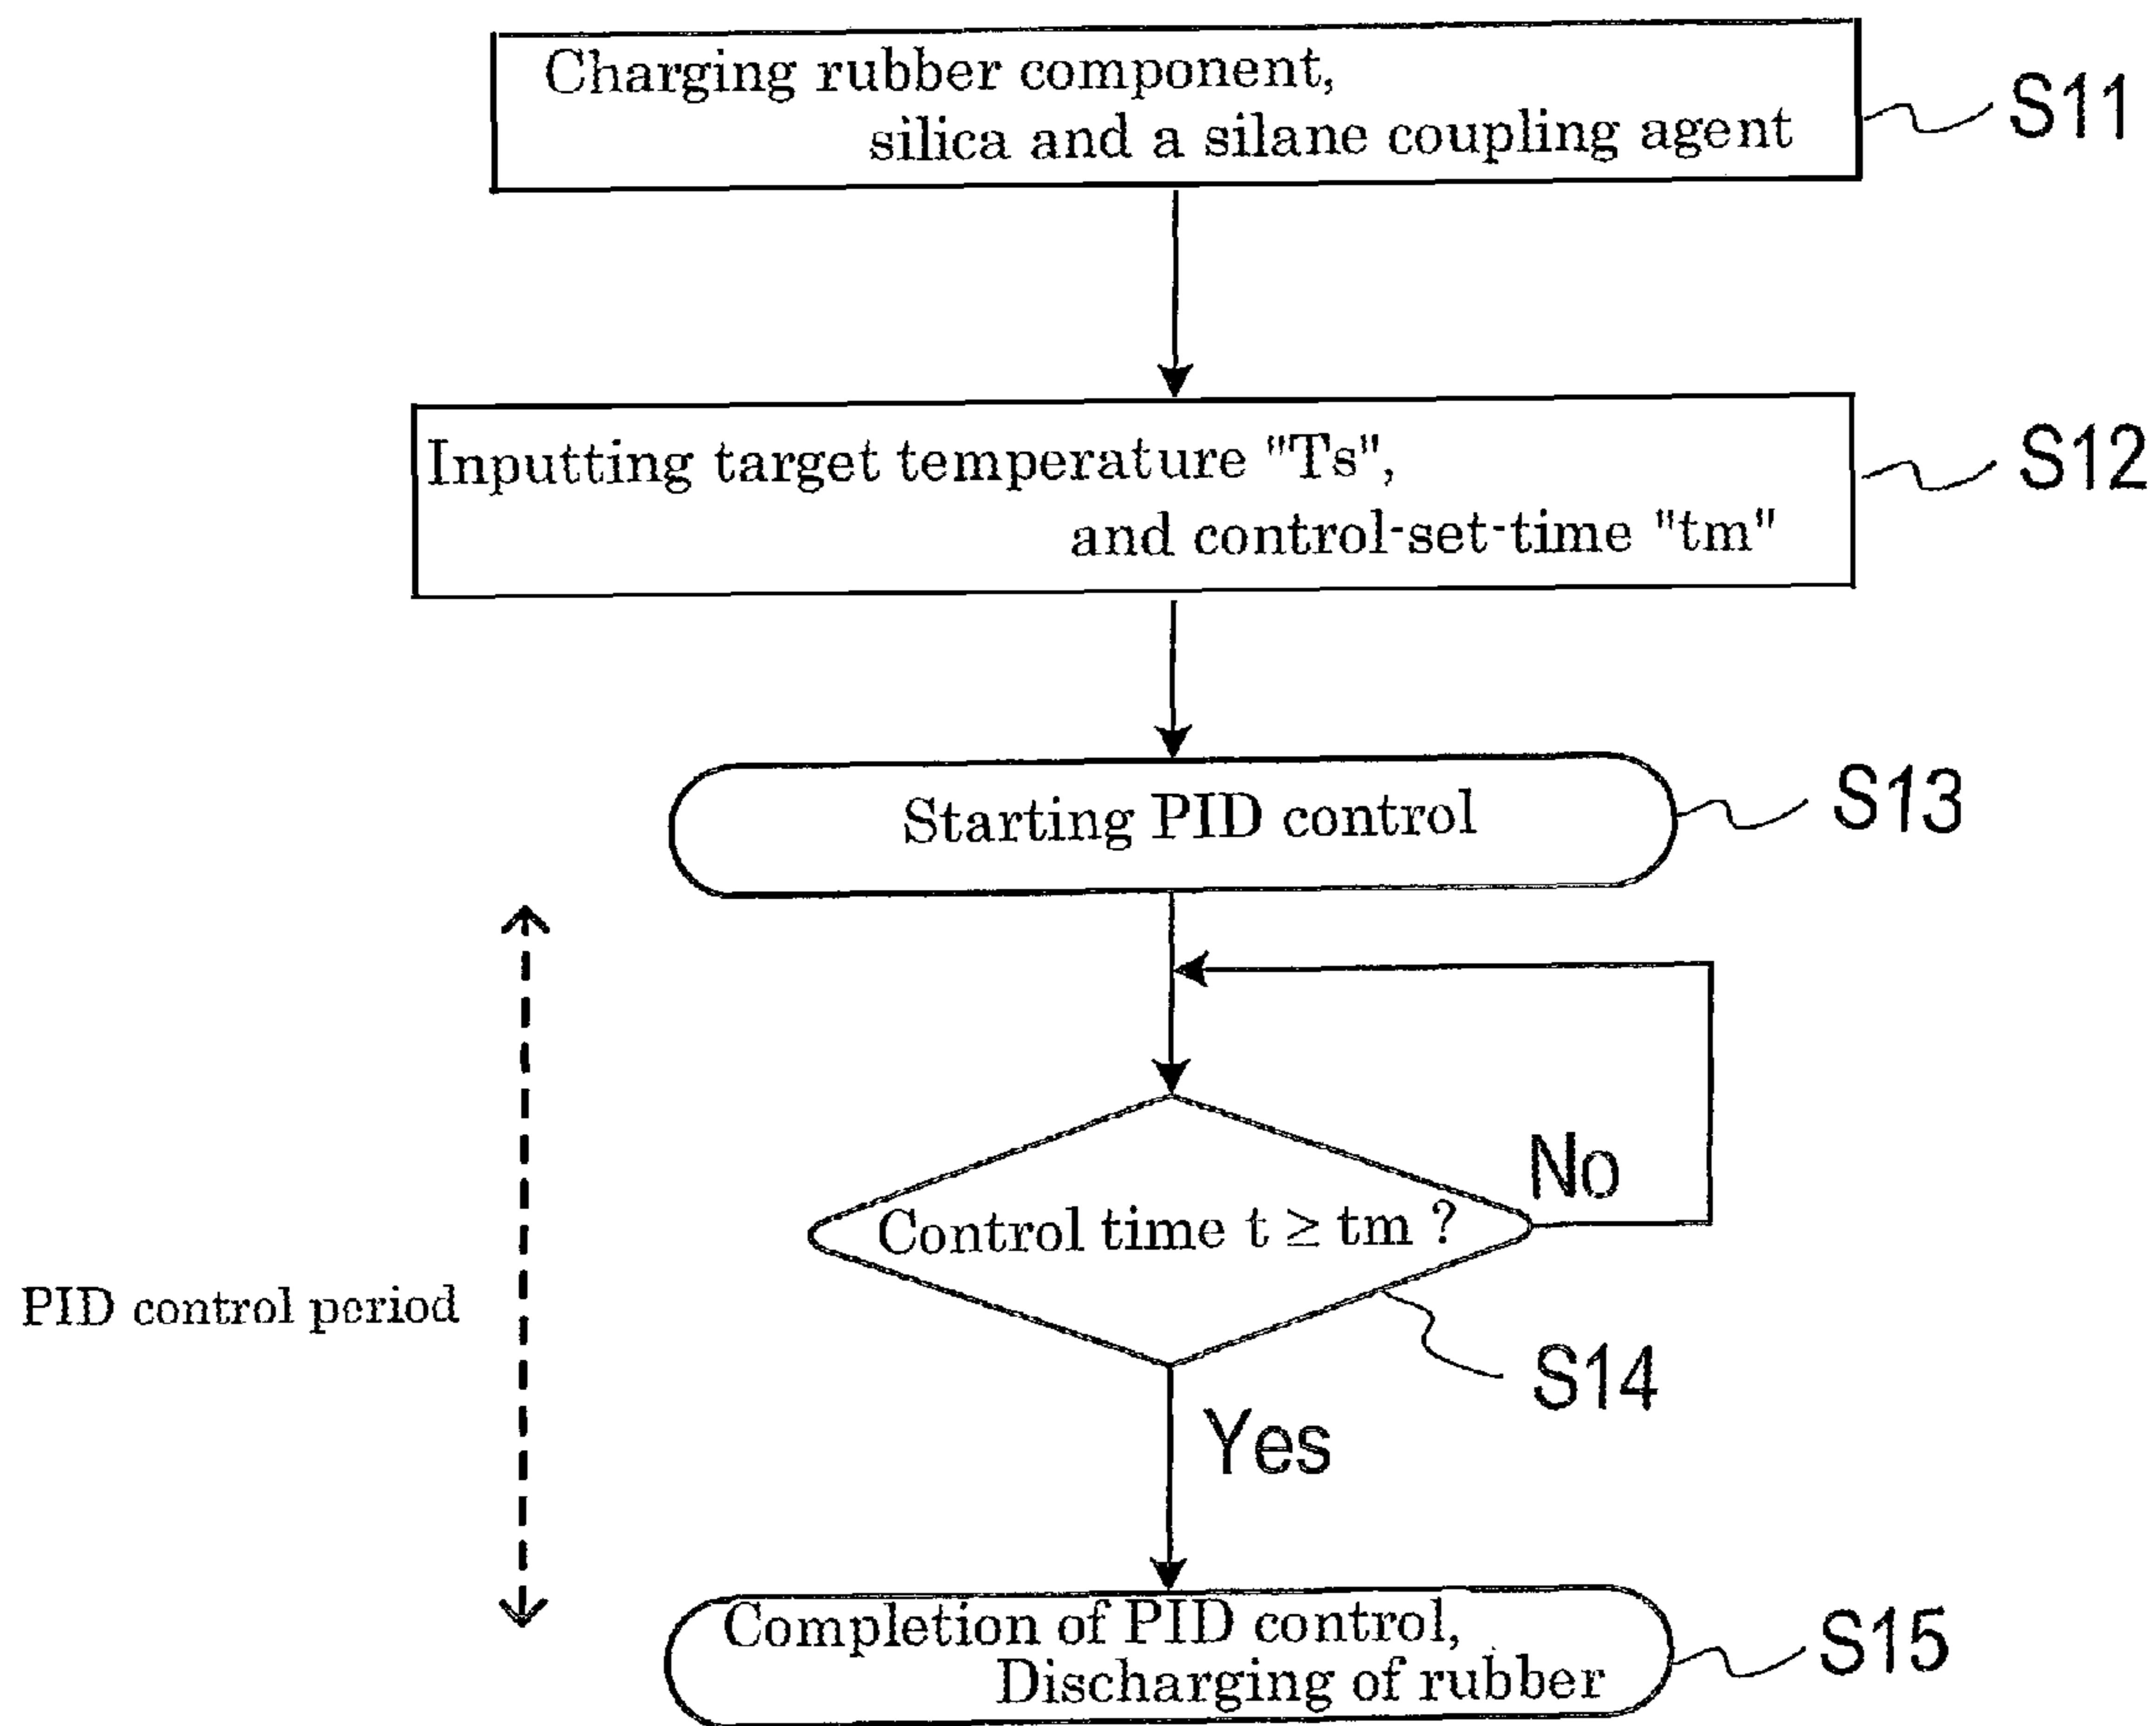 Charging rubber component,
silica and a silane coupling agent
S11
Inputting target temperature "Ts",
and control-set-time "tm"
S12
Starting PID control
S13
No
Control time t ≥ tm ?
PID control period
S14
Yes
Completion of PID control,
Discharging of rubber
S15